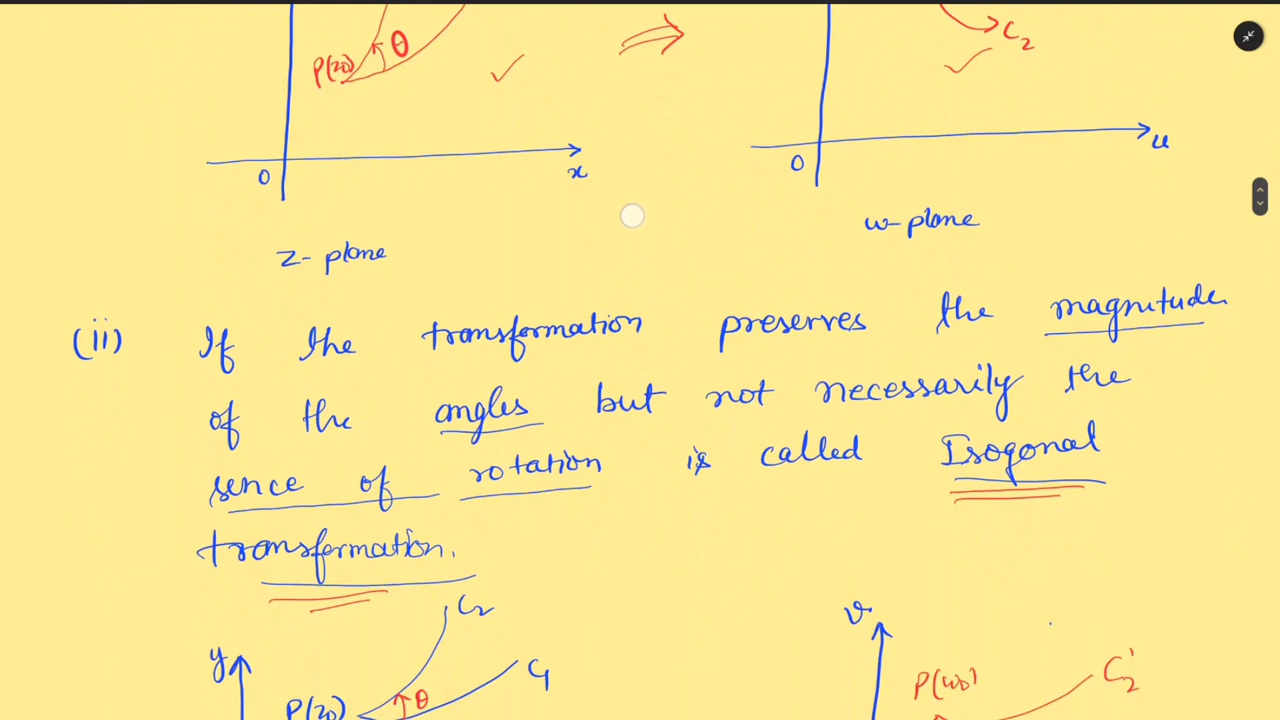 P(z0) θ
C2
0 x
0 u
z- plane
w- plane
(ii) If the transformation preserves the magnitude
of the angles but not necessarily the
sence of rotation is called Isogonal
transformation.
C2
y
C1
P(z0) θ
v
P(w0) C2'